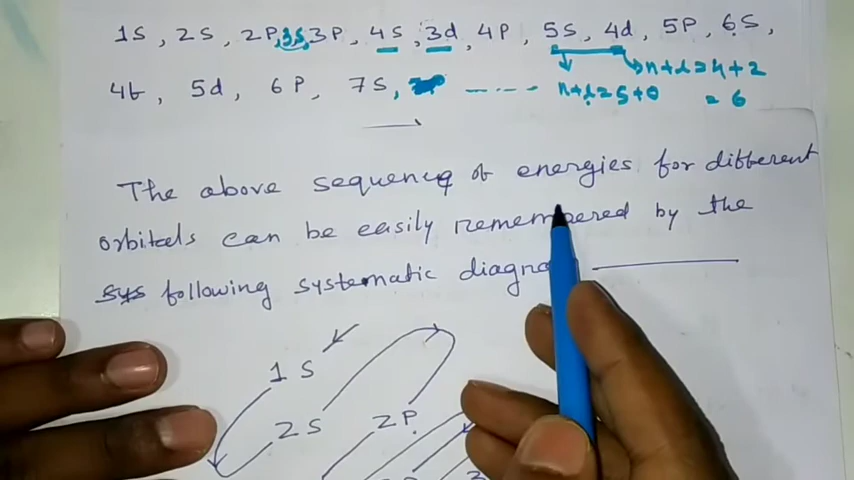 1S, 2S, 2P, 3S, 3P, 4S, 3d, 4P, 5S, 4d, 5P, 6S,
n+l=4+2
4f, 5d, 6P, 7S, ------ n+l=5+0 = 6
The above sequency of energies for different
orbitals can be easily remembered by the
sys following systematic
1S
2S 2P